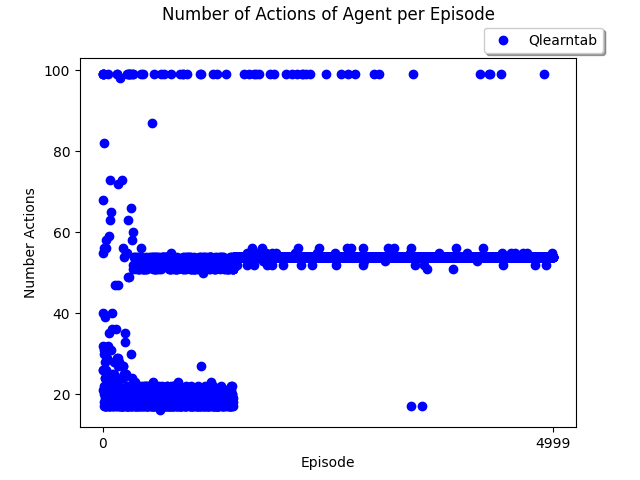 Number of Actions of Agent per Episode
Qlearntab
100
80
60
40
20
Number Actions
0 4999
Episode